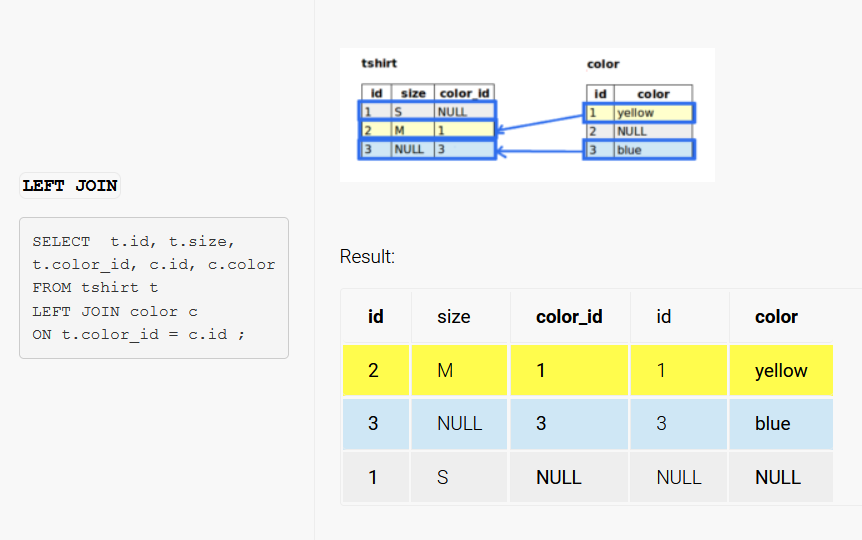 LEFT JOIN
SELECT  t.id, t.size,
t.color_id, c.id, c.color
FROM tshirt t
LEFT JOIN color c
ON t.color_id = c.id ;
tshirt
id size color_id
1 S NULL
2 M 1
3 NULL 3
color
id color
1 yellow
2 NULL
3 blue
Result:
id size color_id id color
2 M 1 1 yellow
3 NULL 3 3 blue
1 S NULL NULL NULL